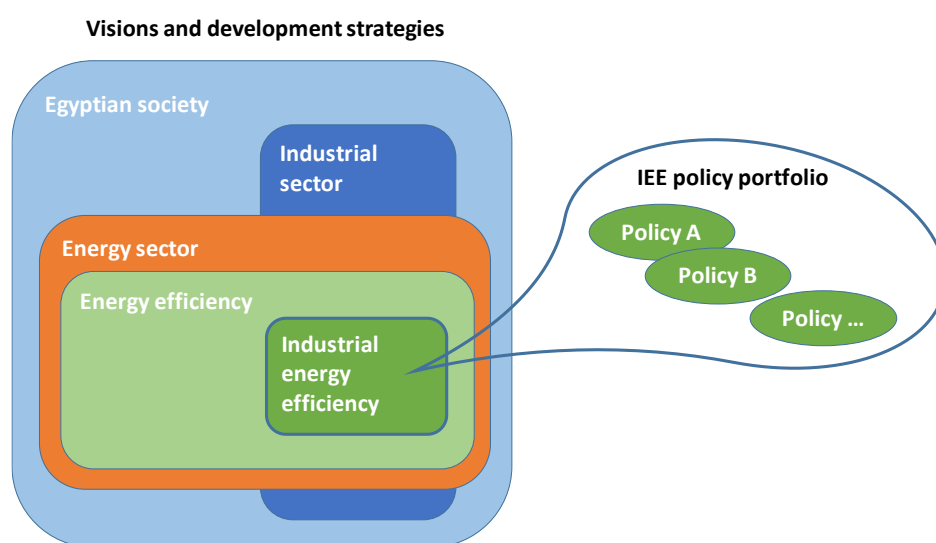 Visions and development strategies
Egyptian society
Industrial
sector
Energy sector
Energy efficiency
Industrial
energy
efficiency
IEE policy portfolio
Policy A
Policy B
Policy ...